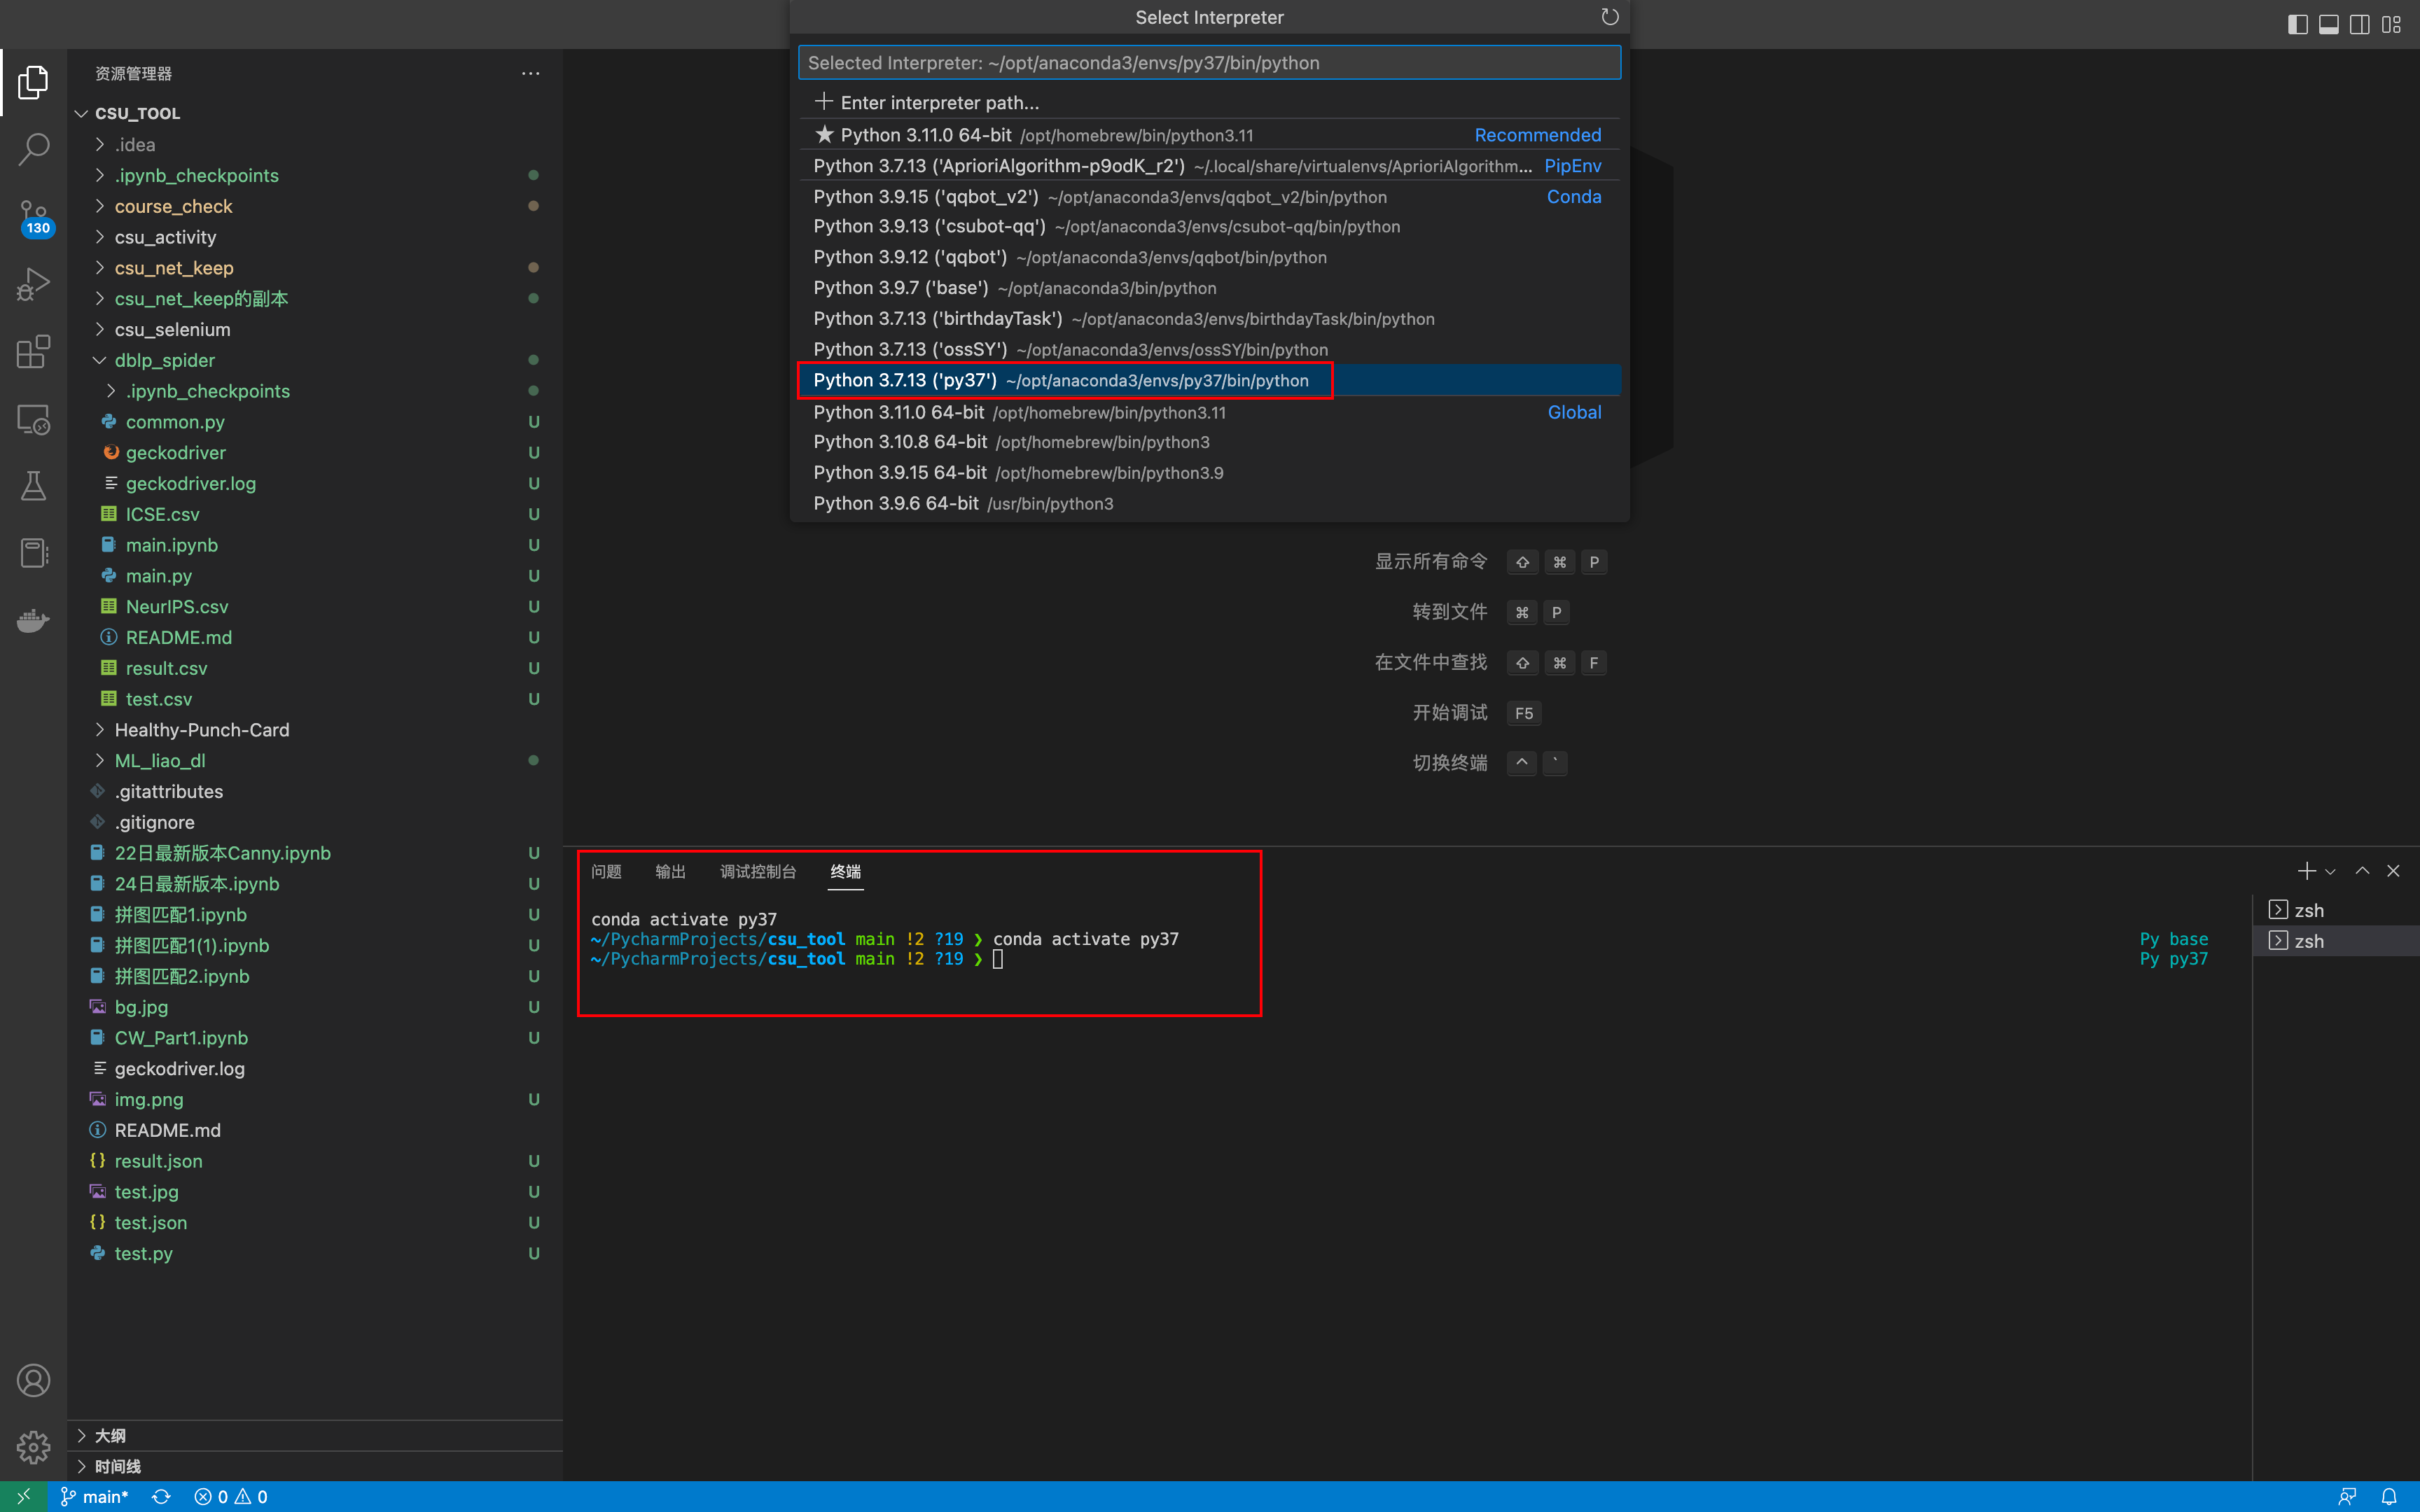 Select Interpreter
Selected Interpreter: ~/opt/anaconda3/envs/py37/bin/python
Enter interpreter path...
Python 3.11.0 64-bit /opt/homebrew/bin/python3.11 Recommended
Python 3.7.13 ('AprioriAlgorithm-p9odK_r2') ~/.local/share/virtualenvs/AprioriAlgorithm... PipEnv
Python 3.9.15 ('qqbot_v2') ~/opt/anaconda3/envs/qqbot_v2/bin/python Conda
Python 3.9.13 ('csubot-qq') ~/opt/anaconda3/envs/csubot-qq/bin/python
Python 3.9.12 ('qqbot') ~/opt/anaconda3/envs/qqbot/bin/python
Python 3.9.7 ('base') ~/opt/anaconda3/bin/python
Python 3.7.13 ('birthdayTask') ~/opt/anaconda3/envs/birthdayTask/bin/python
Python 3.7.13 ('ossSY') ~/opt/anaconda3/envs/ossSY/bin/python
Python 3.7.13 ('py37') ~/opt/anaconda3/envs/py37/bin/python
Python 3.11.0 64-bit /opt/homebrew/bin/python3.11 Global
Python 3.10.8 64-bit /opt/homebrew/bin/python3
Python 3.9.15 64-bit /opt/homebrew/bin/python3.9
Python 3.9.6 64-bit /usr/bin/python3
资源管理器 ...
CSU_TOOL
.idea
.ipynb_checkpoints
course_check
csu_activity
csu_net_keep
csu_net_keep的副本
csu_selenium
dblp_spider
.ipynb_checkpoints
common.py U
geckodriver U
geckodriver.log U
ICSE.csv U
main.ipynb U
main.py U
NeurIPS.csv U
README.md U
result.csv U
test.csv U
Healthy-Punch-Card
ML_liao_dl
.gitattributes
.gitignore
22日最新版本Canny.ipynb U
24日最新版本.ipynb U
拼图匹配1.ipynb U
拼图匹配1(1).ipynb U
拼图匹配2.ipynb U
bg.jpg U
CW_Part1.ipynb U
geckodriver.log
img.png U
README.md
result.json U
test.jpg U
test.json U
test.py U
大纲
时间线
130
显示所有命令 ⇧ ⌘ P
转到文件 ⌘ P
在文件中查找 ⇧ ⌘ F
开始调试 F5
切换终端 ^ `
问题 输出 调试控制台 终端
conda activate py37
~/PycharmProjects/csu_tool main !2 ?19 ❯ conda activate py37 Py base
~/PycharmProjects/csu_tool main !2 ?19 ❯ Py py37
zsh
zsh
main* 0 0